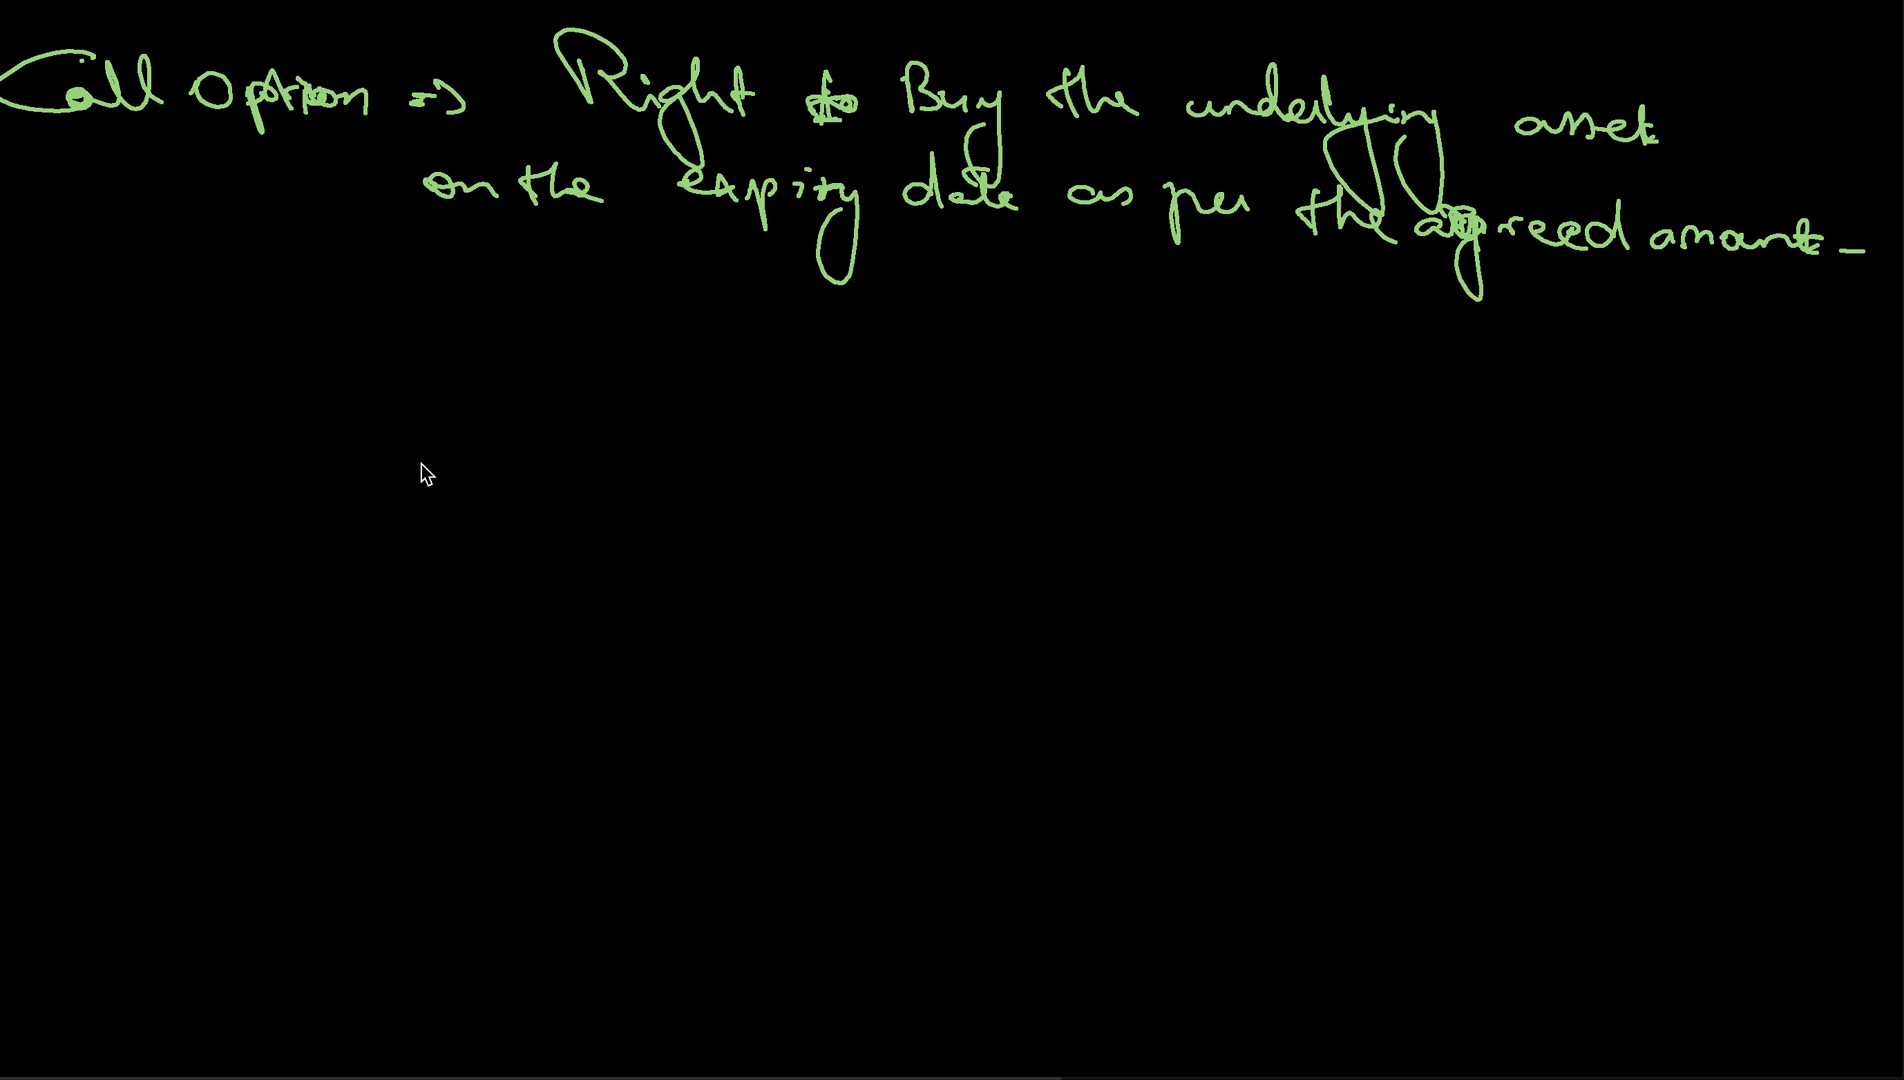 Call Option => Right to Buy the underlying asset
on the expiry date as per the agreed amount -